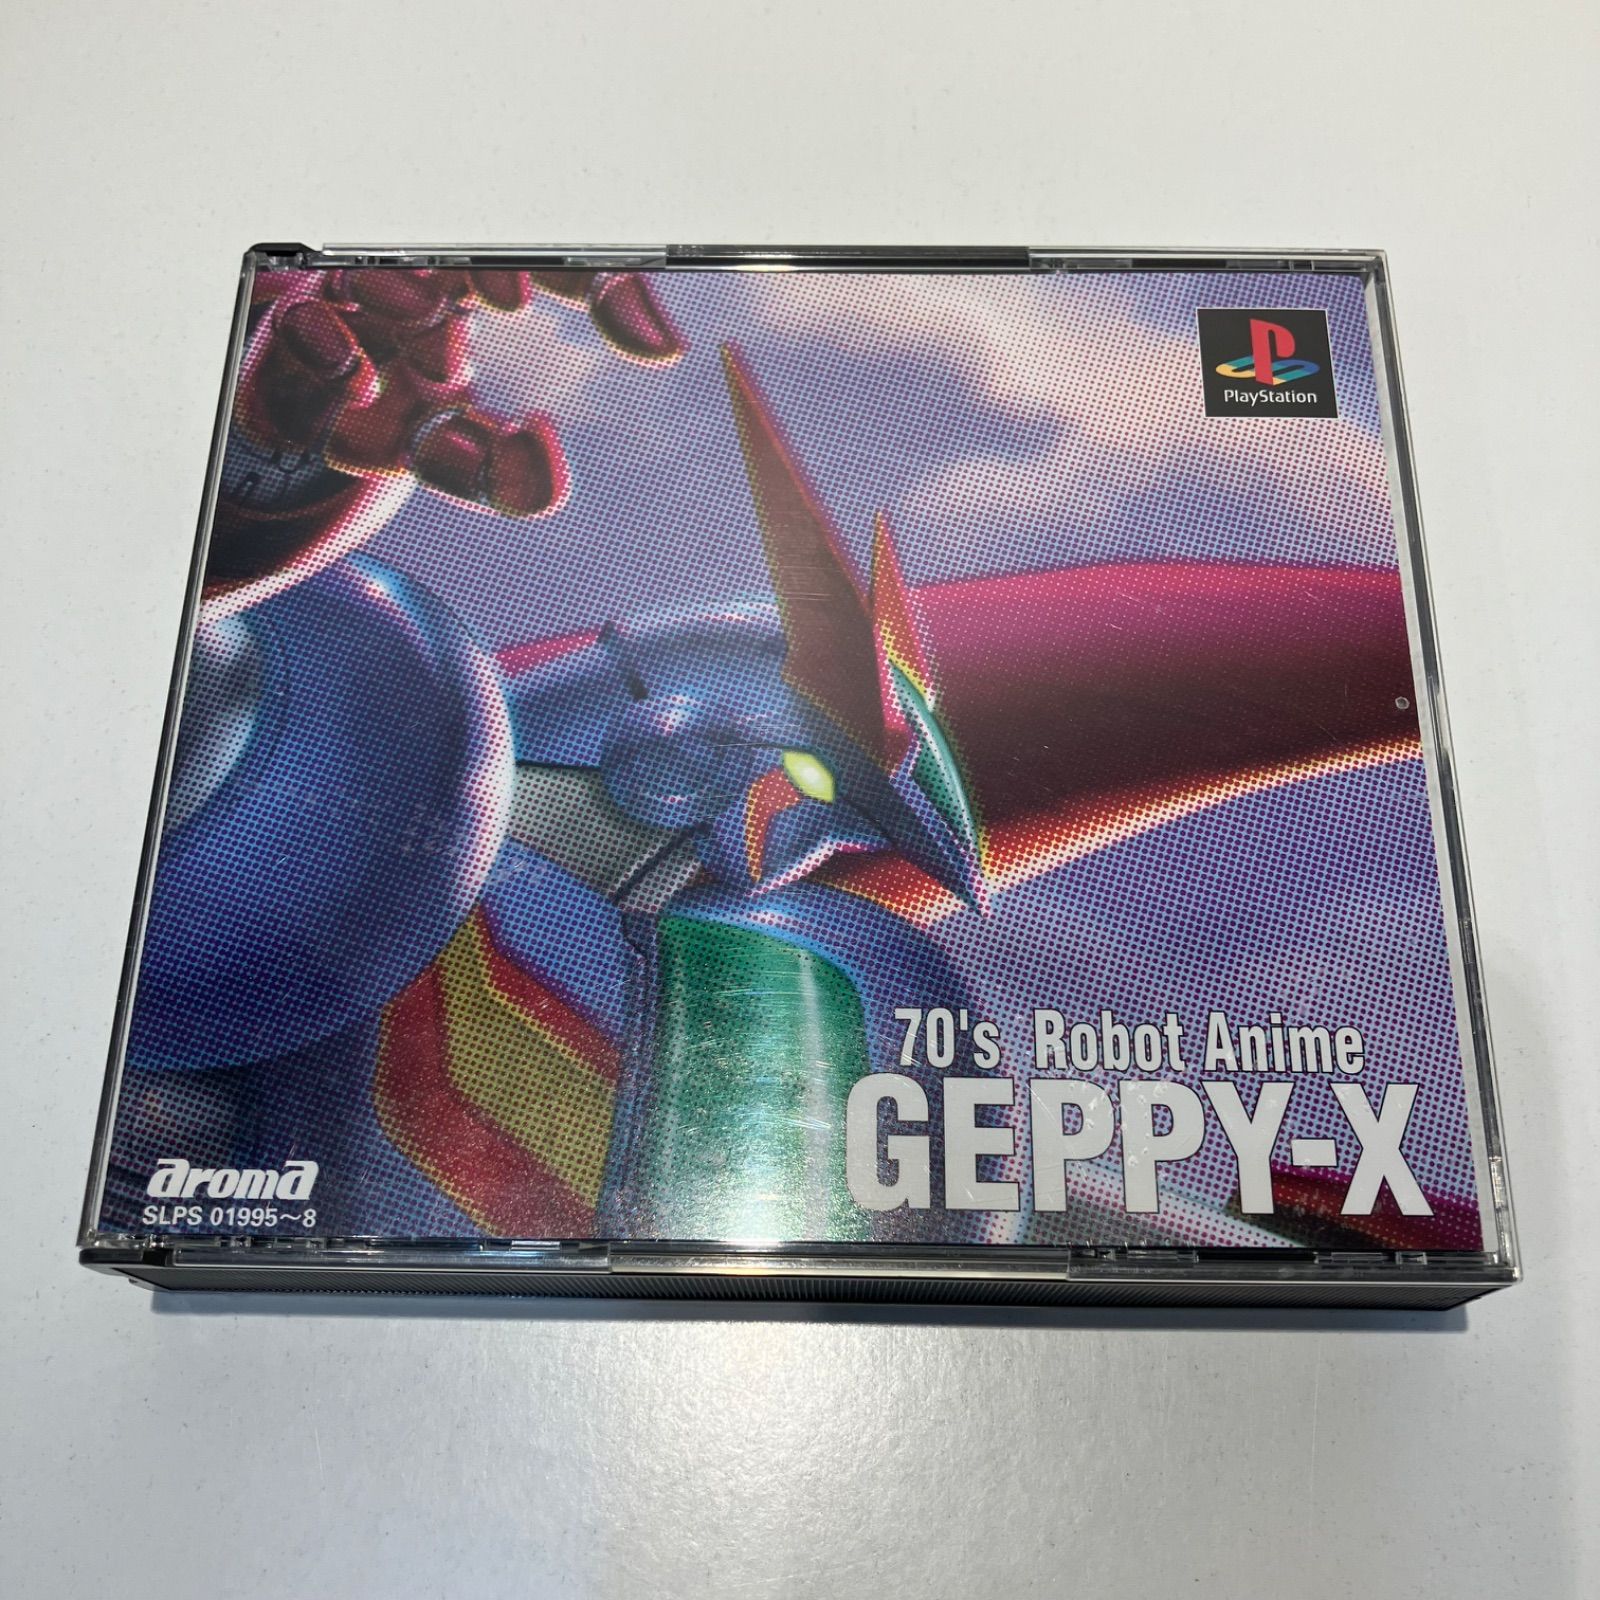 PlayStation
70's Robot Anime
GEPPY-X
aroma
SLPS 01995~8